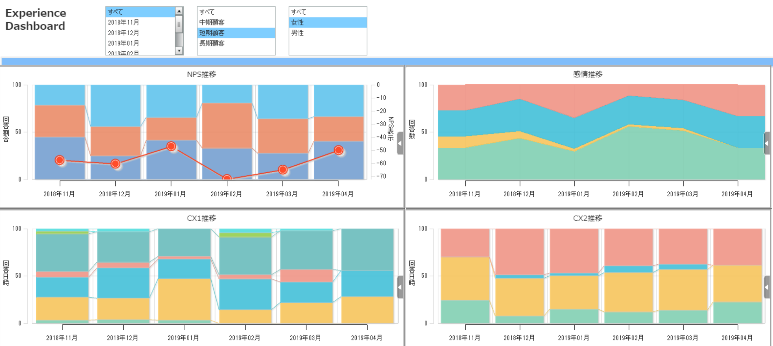 Experience
Dashboard
すべて
2018年11月
2018年12月
2019年01月
2019年02月
すべて
中期顧客
短期顧客
長期顧客
すべて
女性
男性
NPS推移
100
50
0
0
-10
-20
-30
-40
-50
-60
-70
2018年11月
2018年12月
2019年01月
2019年02月
2019年03月
2019年04月
感情推移
100
50
0
2018年11月
2018年12月
2019年01月
2019年02月
2019年03月
2019年04月
CX1推移
100
50
0
2018年11月
2018年12月
2019年01月
2019年02月
2019年03月
2019年04月
CX2推移
100
50
0
2018年11月
2018年12月
2019年01月
2019年02月
2019年03月
2019年04月